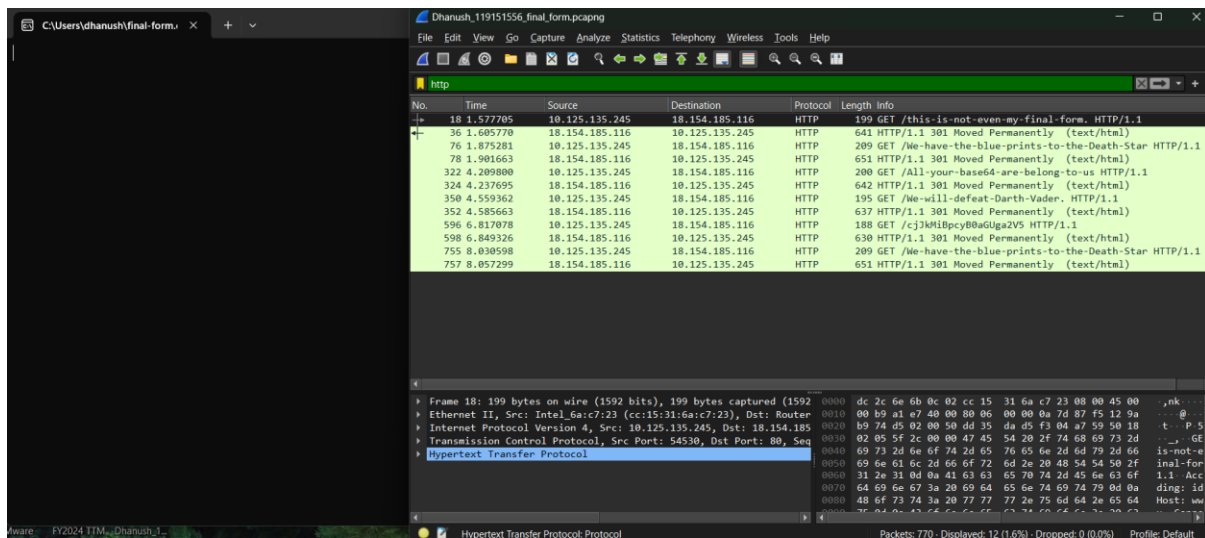 C:\Users\dhanush\final-form.
Dhanush_119151556_final_form.pcapng
File Edit View Go Capture Analyze Statistics Telephony Wireless Tools Help
http
No. Time Source Destination Protocol Length Info
18 1.577705 10.125.135.245 18.154.185.116 HTTP 199 GET /this-is-not-even-my-final-form. HTTP/1.1
36 1.605770 18.154.185.116 10.125.135.245 HTTP 641 HTTP/1.1 301 Moved Permanently (text/html)
76 1.875281 10.125.135.245 18.154.185.116 HTTP 209 GET /We-have-the-blue-prints-to-the-Death-Star HTTP/1.1
78 1.901663 18.154.185.116 10.125.135.245 HTTP 651 HTTP/1.1 301 Moved Permanently (text/html)
322 4.209800 10.125.135.245 18.154.185.116 HTTP 200 GET /All-your-base64-are-belong-to-us HTTP/1.1
324 4.237695 18.154.185.116 10.125.135.245 HTTP 642 HTTP/1.1 301 Moved Permanently (text/html)
350 4.559362 10.125.135.245 18.154.185.116 HTTP 195 GET /We-will-defeat-Darth-Vader. HTTP/1.1
352 4.585663 18.154.185.116 10.125.135.245 HTTP 637 HTTP/1.1 301 Moved Permanently (text/html)
596 6.817078 10.125.135.245 18.154.185.116 HTTP 188 GET /cjJkMiBpcyB0aGUga2V5 HTTP/1.1
598 6.849326 18.154.185.116 10.125.135.245 HTTP 630 HTTP/1.1 301 Moved Permanently (text/html)
755 8.030598 10.125.135.245 18.154.185.116 HTTP 209 GET /We-have-the-blue-prints-to-the-Death-Star HTTP/1.1
757 8.057299 18.154.185.116 10.125.135.245 HTTP 651 HTTP/1.1 301 Moved Permanently (text/html)
Frame 18: 199 bytes on wire (1592 bits), 199 bytes captured (1592
Ethernet II, Src: Intel_6a:c7:23 (cc:15:31:6a:c7:23), Dst: Router
Internet Protocol Version 4, Src: 10.125.135.245, Dst: 18.154.185
Transmission Control Protocol, Src Port: 54530, Dst Port: 80, Seq
Hypertext Transfer Protocol
0000 dc 2c 6e 6b 0c 02 cc 15 31 6a c7 23 08 00 45 00 ·,nk
0010 00 b9 a1 e7 40 00 80 06 00 00 0a 7d 87 f5 12 9a ····@·
0020 b9 74 d5 02 00 50 dd 35 da d5 f3 04 a7 59 50 18 ·t···P·5
0030 02 05 5f 2c 00 00 47 45 54 20 2f 74 68 69 73 2d ··_,··GE
0040 69 73 2d 6e 6f 74 2d 65 76 65 6e 2d 6d 79 2d 66 is-not-e
0050 69 6e 61 6c 2d 66 6f 72 6d 2e 20 48 54 54 50 2f inal-for
0060 31 2e 31 0d 0a 41 63 63 65 70 74 2d 45 6e 63 6f 1.1··Acc
0070 64 69 6e 67 3a 20 69 64 65 6e 74 69 74 79 0d 0a ding: id
0080 48 6f 73 74 3a 20 77 77 77 2e 75 6d 64 2e 65 64 Host: ww
Hypertext Transfer Protocol: Protocol
Packets: 770 · Displayed: 12 (1.6%) · Dropped: 0 (0.0%)
Profile: Default
Mware FY2024 TTM... Dhanush_1...